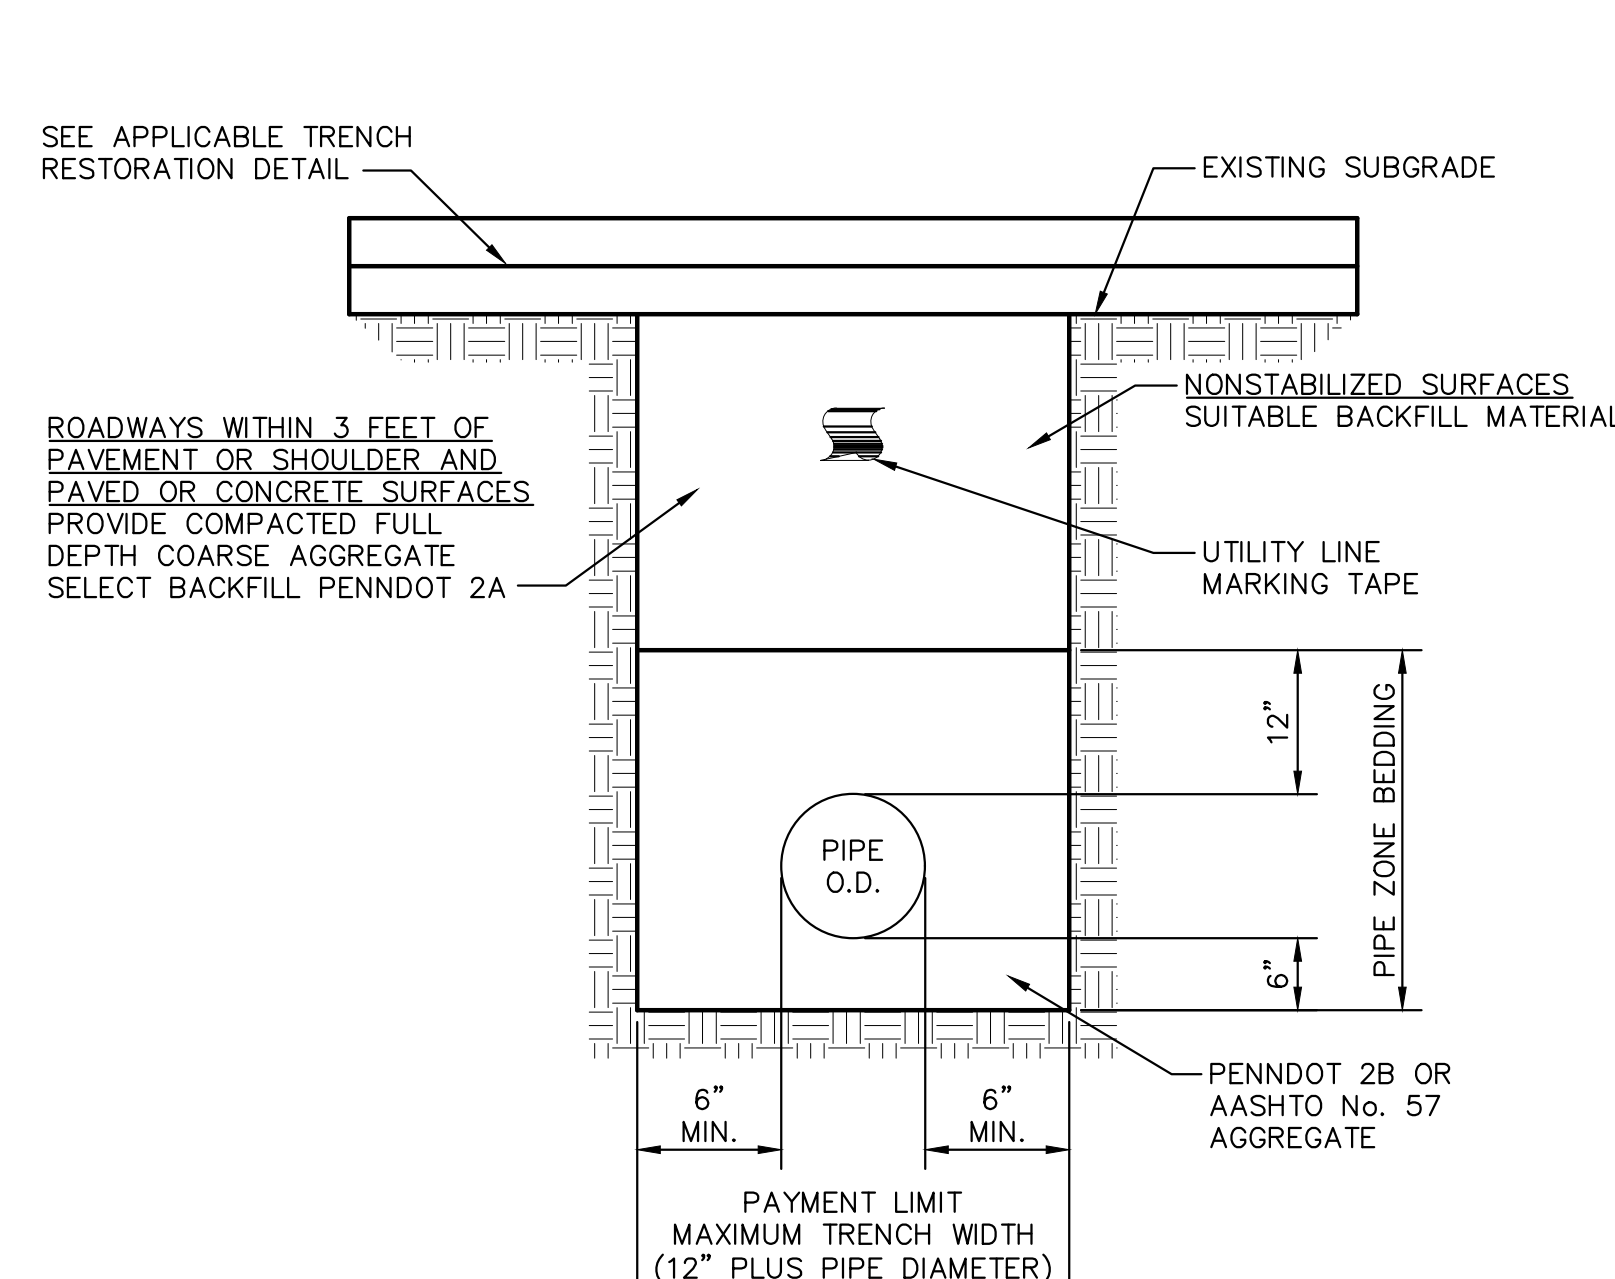 SEE APPLICABLE TRENCH
RESTORATION DETAIL
EXISTING SUBGRADE
NONSTABILIZED SURFACES
SUITABLE BACKFILL MATERIAL
ROADWAYS WITHIN 3 FEET OF
PAVEMENT OR SHOULDER AND
PAVED OR CONCRETE SURFACES
PROVIDE COMPACTED FULL
DEPTH COARSE AGGREGATE
SELECT BACKFILL PENNDOT 2A
UTILITY LINE
MARKING TAPE
12”
PIPE ZONE BEDDING
PIPE
O.D.
6”
PENNDOT 2B OR
AASHTO No. 57
AGGREGATE
6”
MIN.
6”
MIN.
PAYMENT LIMIT
MAXIMUM TRENCH WIDTH
(12” PLUS PIPE DIAMETER)